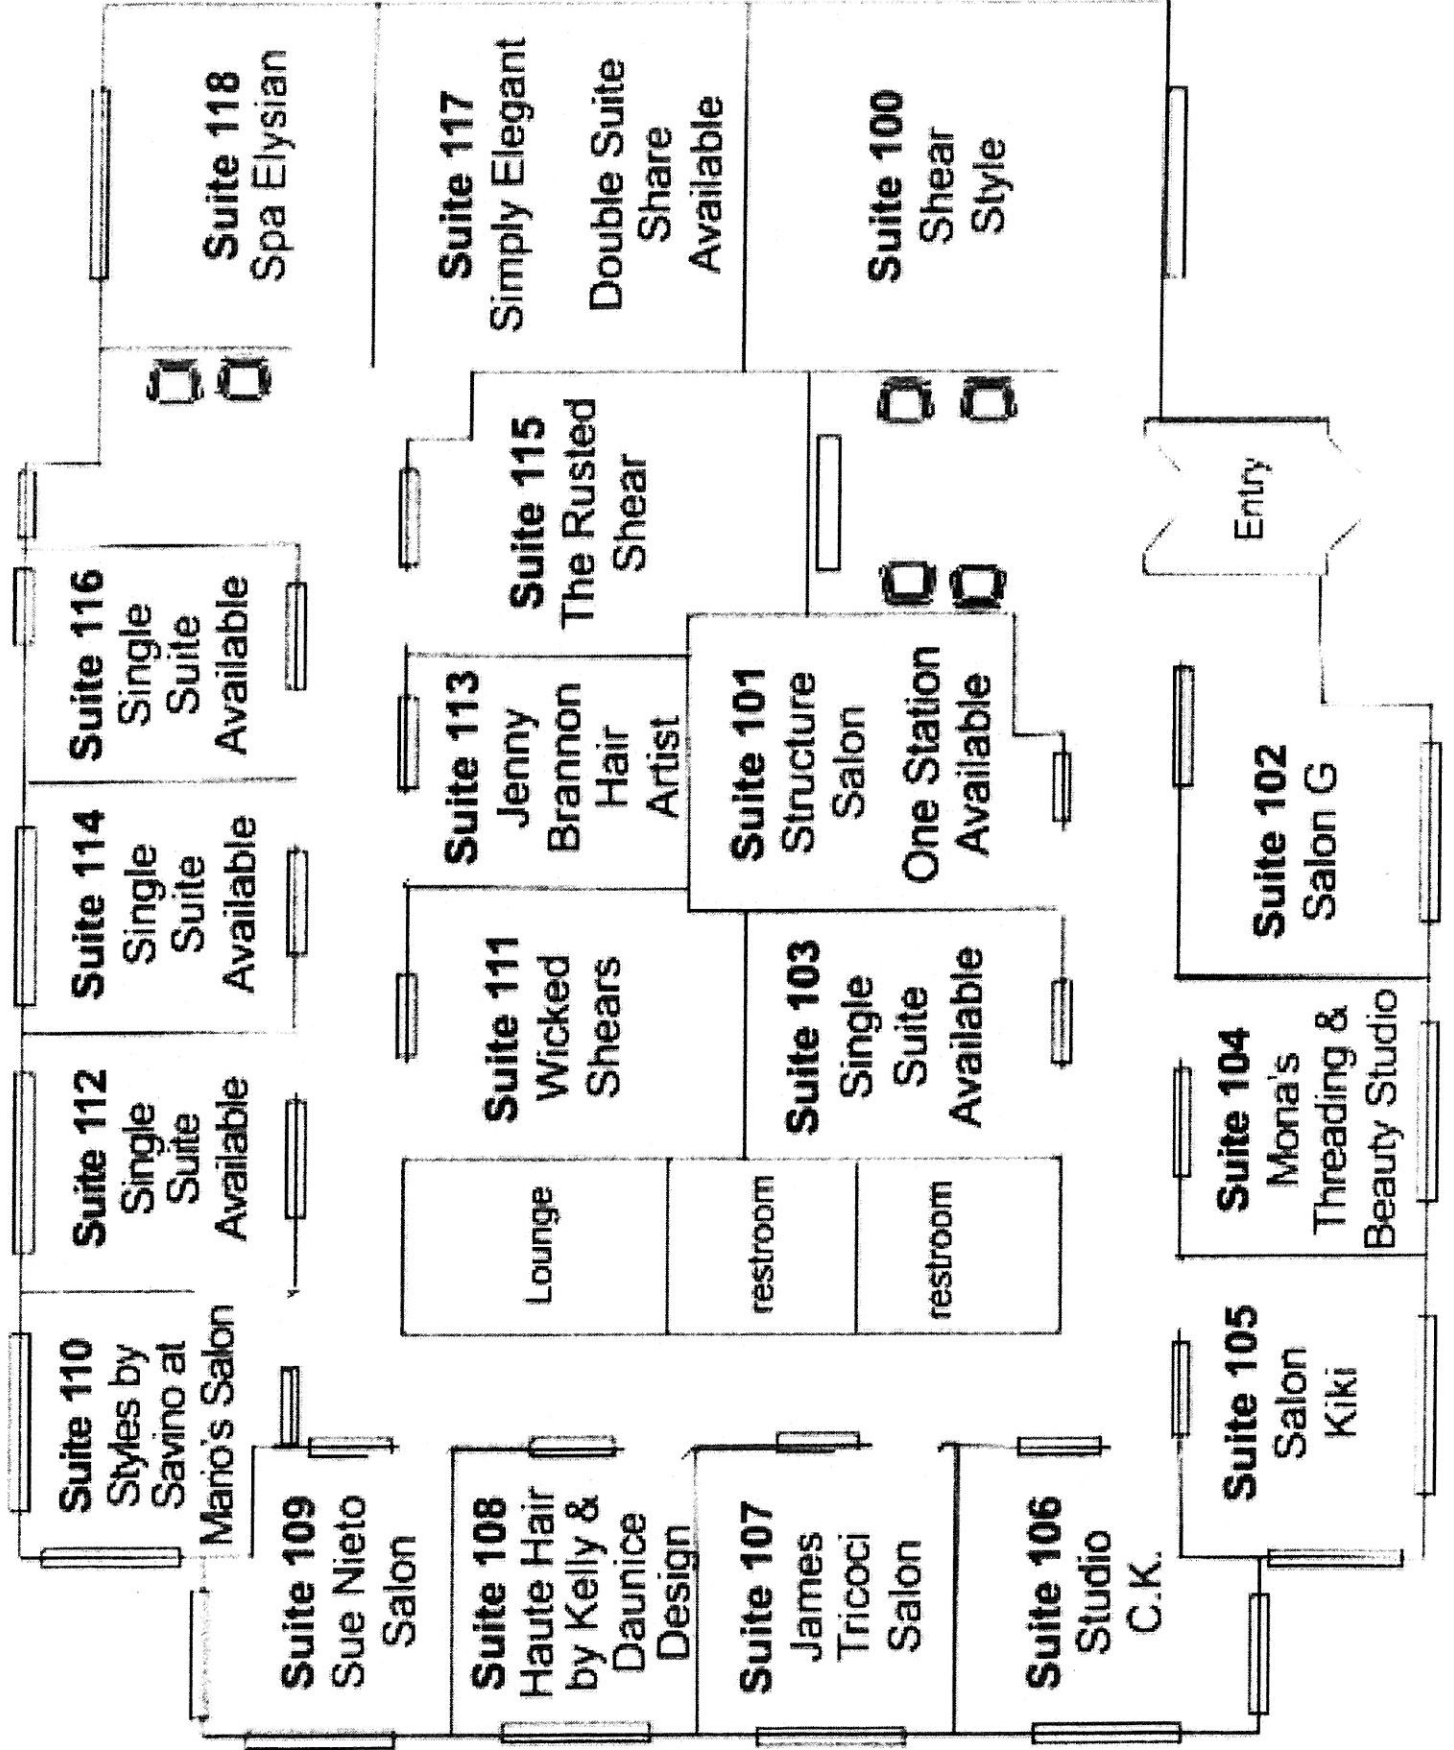 Suite 118
Spa Elysian
Suite 117
Simply Elegant
Double Suite
Share
Available
Suite 100
Shear
Style
Suite 116
Single
Suite
Available
Suite 115
The Rusted
Shear
Entry
Suite 114
Single
Suite
Available
Suite 113
Jenny
Brannon
Hair
Artist
Suite 101
Structure
Salon
One Station
Available
Suite 102
Salon G
Suite 112
Single
Suite
Available
Suite 111
Wicked
Shears
Suite 103
Single
Suite
Available
Suite 104
Mona's
Threading &
Beauty Studio
Lounge
restroom
restroom
Suite 110
Styles by
Savino at
Mario's Salon
Suite 105
Salon
Kiki
Suite 109
Sue Nieto
Salon
Suite 108
Haute Hair
by Kelly &
Daunice
Design
Suite 107
James
Tricoci
Salon
Suite 106
Studio
C.K.